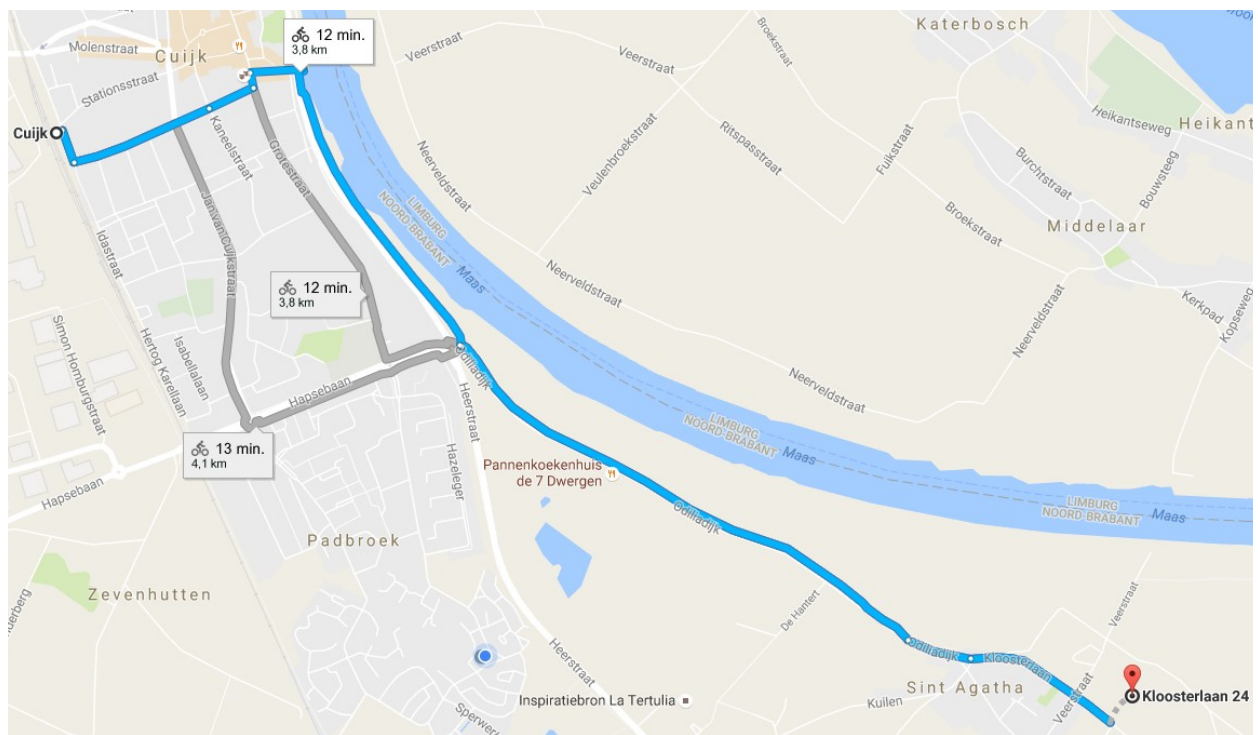 Molenstraat
Cuijk
12 min.
3,8 km
Stationsstraat
Cuijk
Kaneelstraat
Grotestraat
Jan van Cuijkstraat
Idastraat
Veerstraat
Veerstraat
Broekstraat
Katerbosch
Heikantseweg
Heikant
Neerveldstraat
Veulenbroekstraat
Ritspasstraat
Fuikstraat
Burchtstraat
Bouwsteeg
LIMBURG
NOORD-BRABANT
Maas
Broekstraat
Middelaar
Neerveldstraat
12 min.
3,8 km
Kerkpad
Kopseweg
Neerveldstraat
Simon Homburgstraat
Hertog Karellaan
Isabellalaan
Hapsebaan
Odiliadijk
Heerstraat
Neerveldstraat
13 min.
4,1 km
Hazeleger
Hapsebaan
LIMBURG
NOORD-BRABANT
Maas
Pannenkoekenhuis
de 7 Dwergen
Odiliadijk
LIMBURG
NOORD-BRABANT
Maas
Padbroek
Zevenhutten
De Hantert
Veerstraat
Heerstraat
Odiliadijk
Kloosterlaan
Sint Agatha
Kuilen
Veerstraat
Kloosterlaan 24
Inspiratiebron La Tertulia